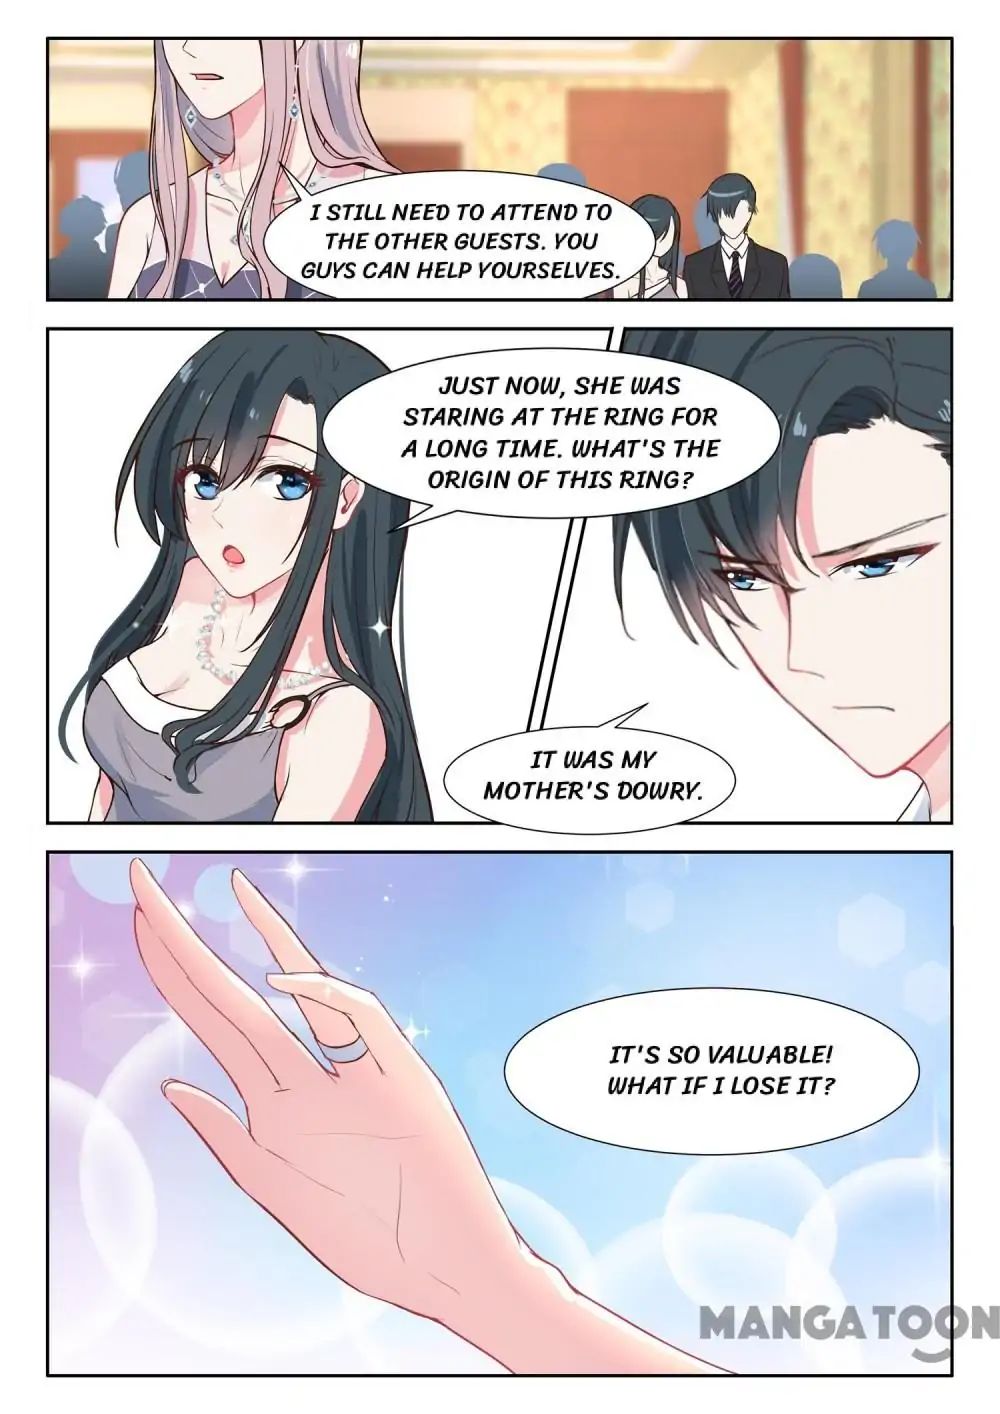 I STILL NEED TO ATTEND TO
THE OTHER GUESTS. YOU
GUYS CAN HELP YOURSELVES.
JUST NOW, SHE WAS
STARING AT THE RING FOR
A LONG TIME. WHAT'S THE
ORIGIN OF THIS RING?
IT WAS MY
MOTHER'S DOWRY.
IT'S SO VALUABLE!
WHAT IF I LOSE IT?
MANGATOON